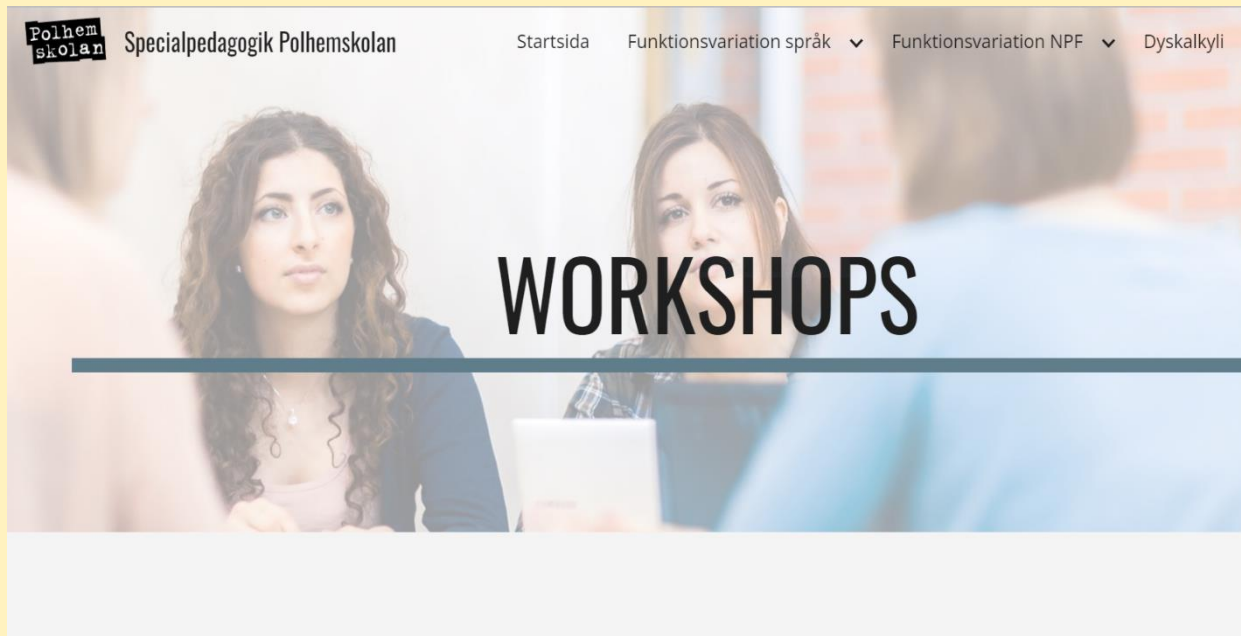 Polhem
skolan
Specialpedagogik Polhemskolan
Startsida Funktionsvariation språk Funktionsvariation NPF Dyskalkyli
WORKSHOPS